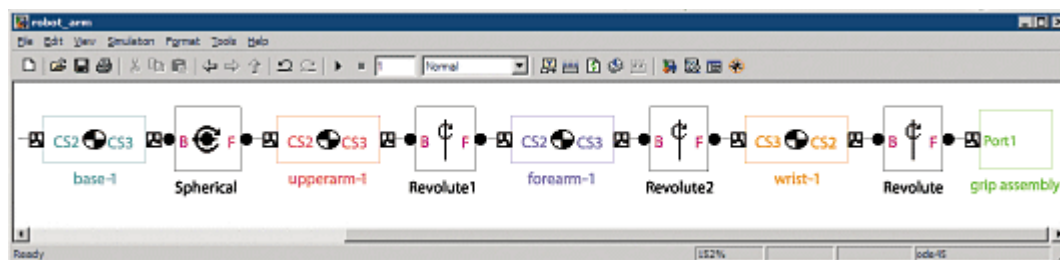 robot_arm
File Edit View Simulation Format Tools Help
1 Normal
CS2 CS3 B F CS2 CS3 B F CS2 CS3 B F CS3 CS2 B F Port1
base-1 Spherical upperarm-1 Revolute1 forearm-1 Revolute2 wrist-1 Revolute grip assembly
Ready 152% ode45